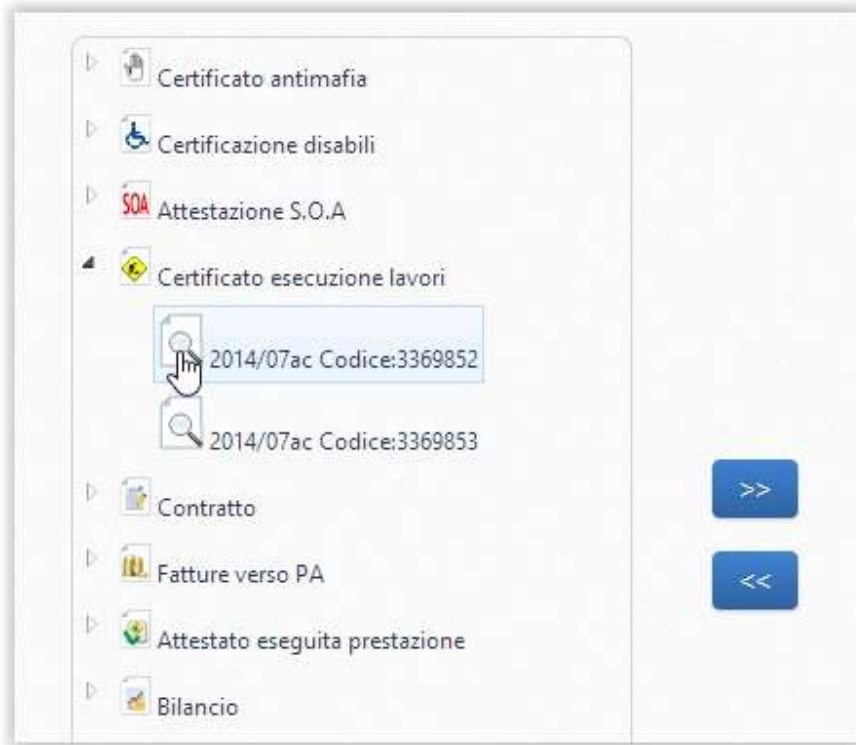 Certificato antimafia
Certificazione disabili
SOA Attestazione S.O.A
Certificato esecuzione lavori
2014/07ac Codice:3369852
2014/07ac Codice:3369853
>>
Contratto
Fatture verso PA
<<
Attestato eseguita prestazione
Bilancio